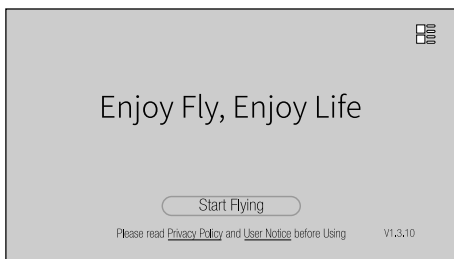 Enjoy Fly, Enjoy Life
Start Flying
Please read Privacy Policy and User Notice before Using
V1.3.10